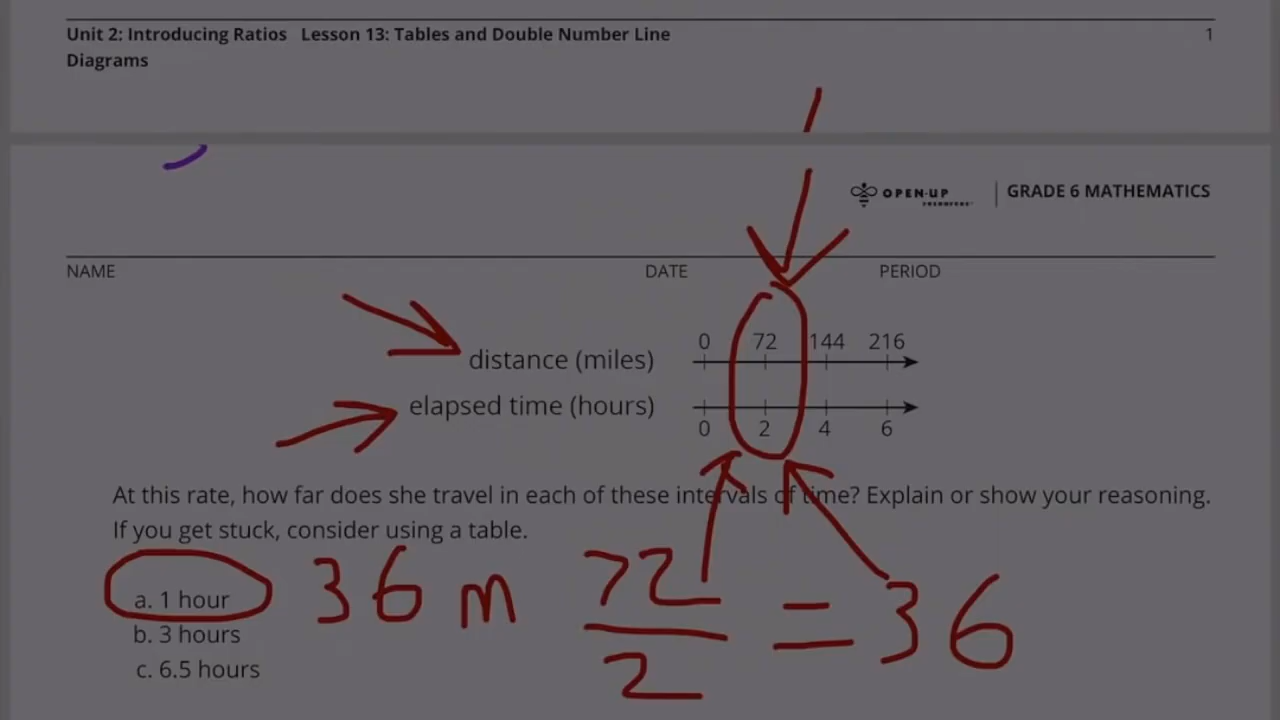 Unit 2: Introducing Ratios Lesson 13: Tables and Double Number Line
1
Diagrams
OPEN-UP
GRADE 6 MATHEMATICS
NAME
DATE
PERIOD
distance (miles)
0 72 144 216
elapsed time (hours)
0 2 4 6
At this rate, how far does she travel in each of these intervals of time? Explain or show your reasoning.
If you get stuck, consider using a table.
a. 1 hour 36 m
b. 3 hours
c. 6.5 hours
72
2
= 36